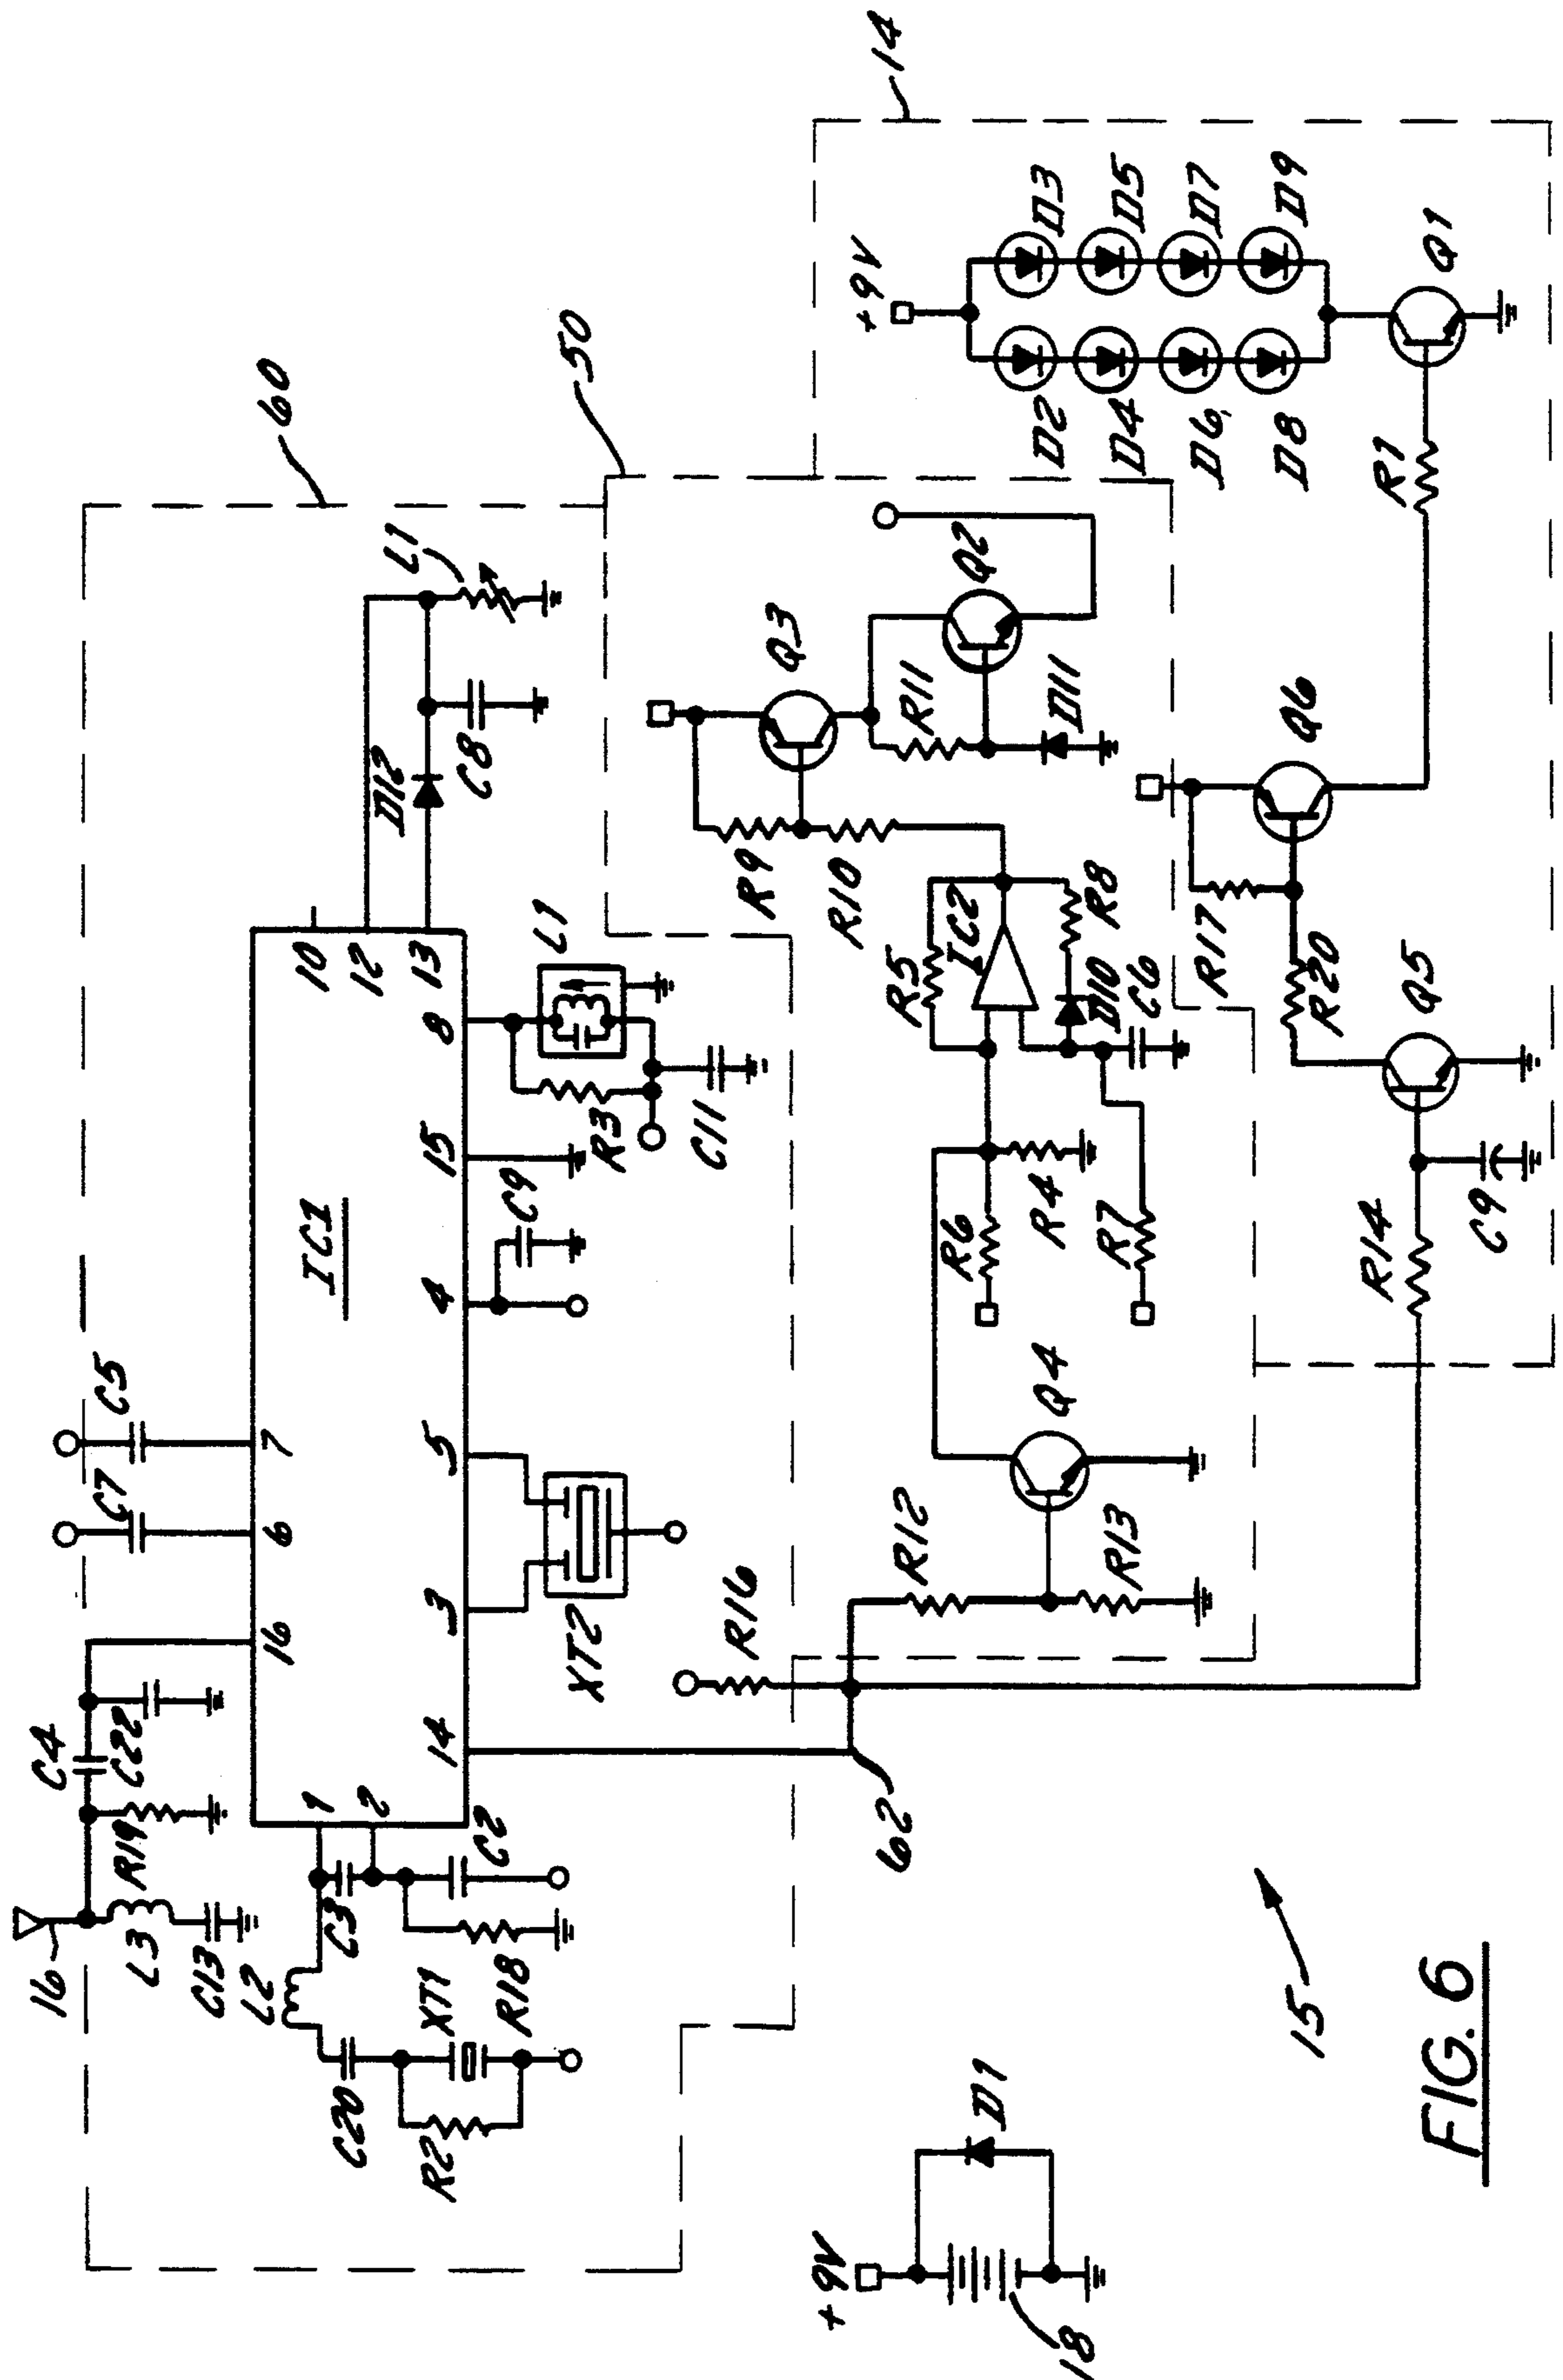 16
C4
C22
R19
L3
C13
L2
C20
R2
XT1
R18
C3
C2
1
2
16
6
7
C7
C5
IC1
14
3
5
4
15
8
10
12
13
XT2
C9
R3
C11
L1
D12
C8
L1
60
50
14
R16
62
R12
R13
Q4
R6
R4
R7
R5
IC2
R8
D10
C6
R9
R10
Q3
R11
Q2
D11
+9V
D2
D3
D4
D5
D6
D7
D8
D9
Q1
R1
Q6
R17
R20
Q5
R14
C9
+9V
D1
18
15
FIG. 6